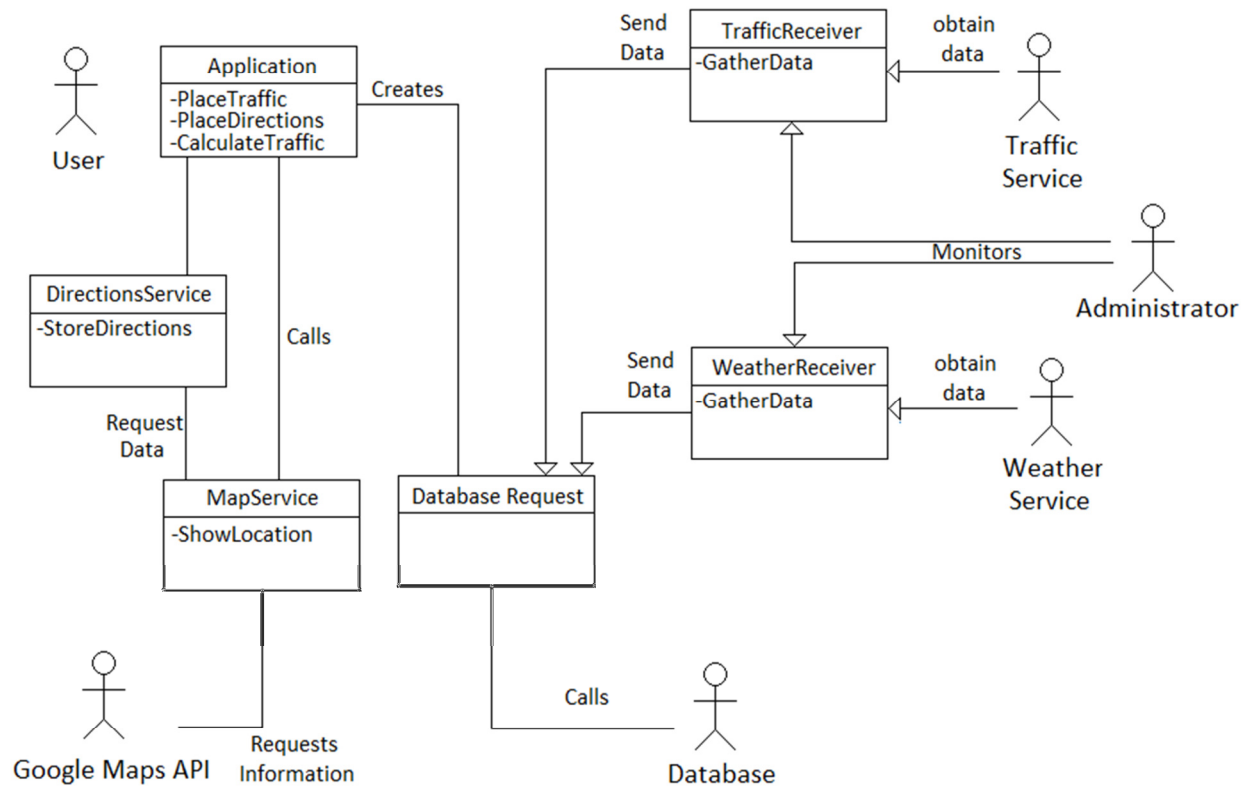 User
Application
-PlaceTraffic
-PlaceDirections
-CalculateTraffic
Creates
Send
Data
TrafficReceiver
-GatherData
obtain
data
Traffic
Service
Monitors
Administrator
DirectionsService
-StoreDirections
Calls
Request
Data
Send
Data
WeatherReceiver
-GatherData
obtain
data
Weather
Service
MapService
-ShowLocation
Database Request
Google Maps API
Requests
Information
Calls
Database